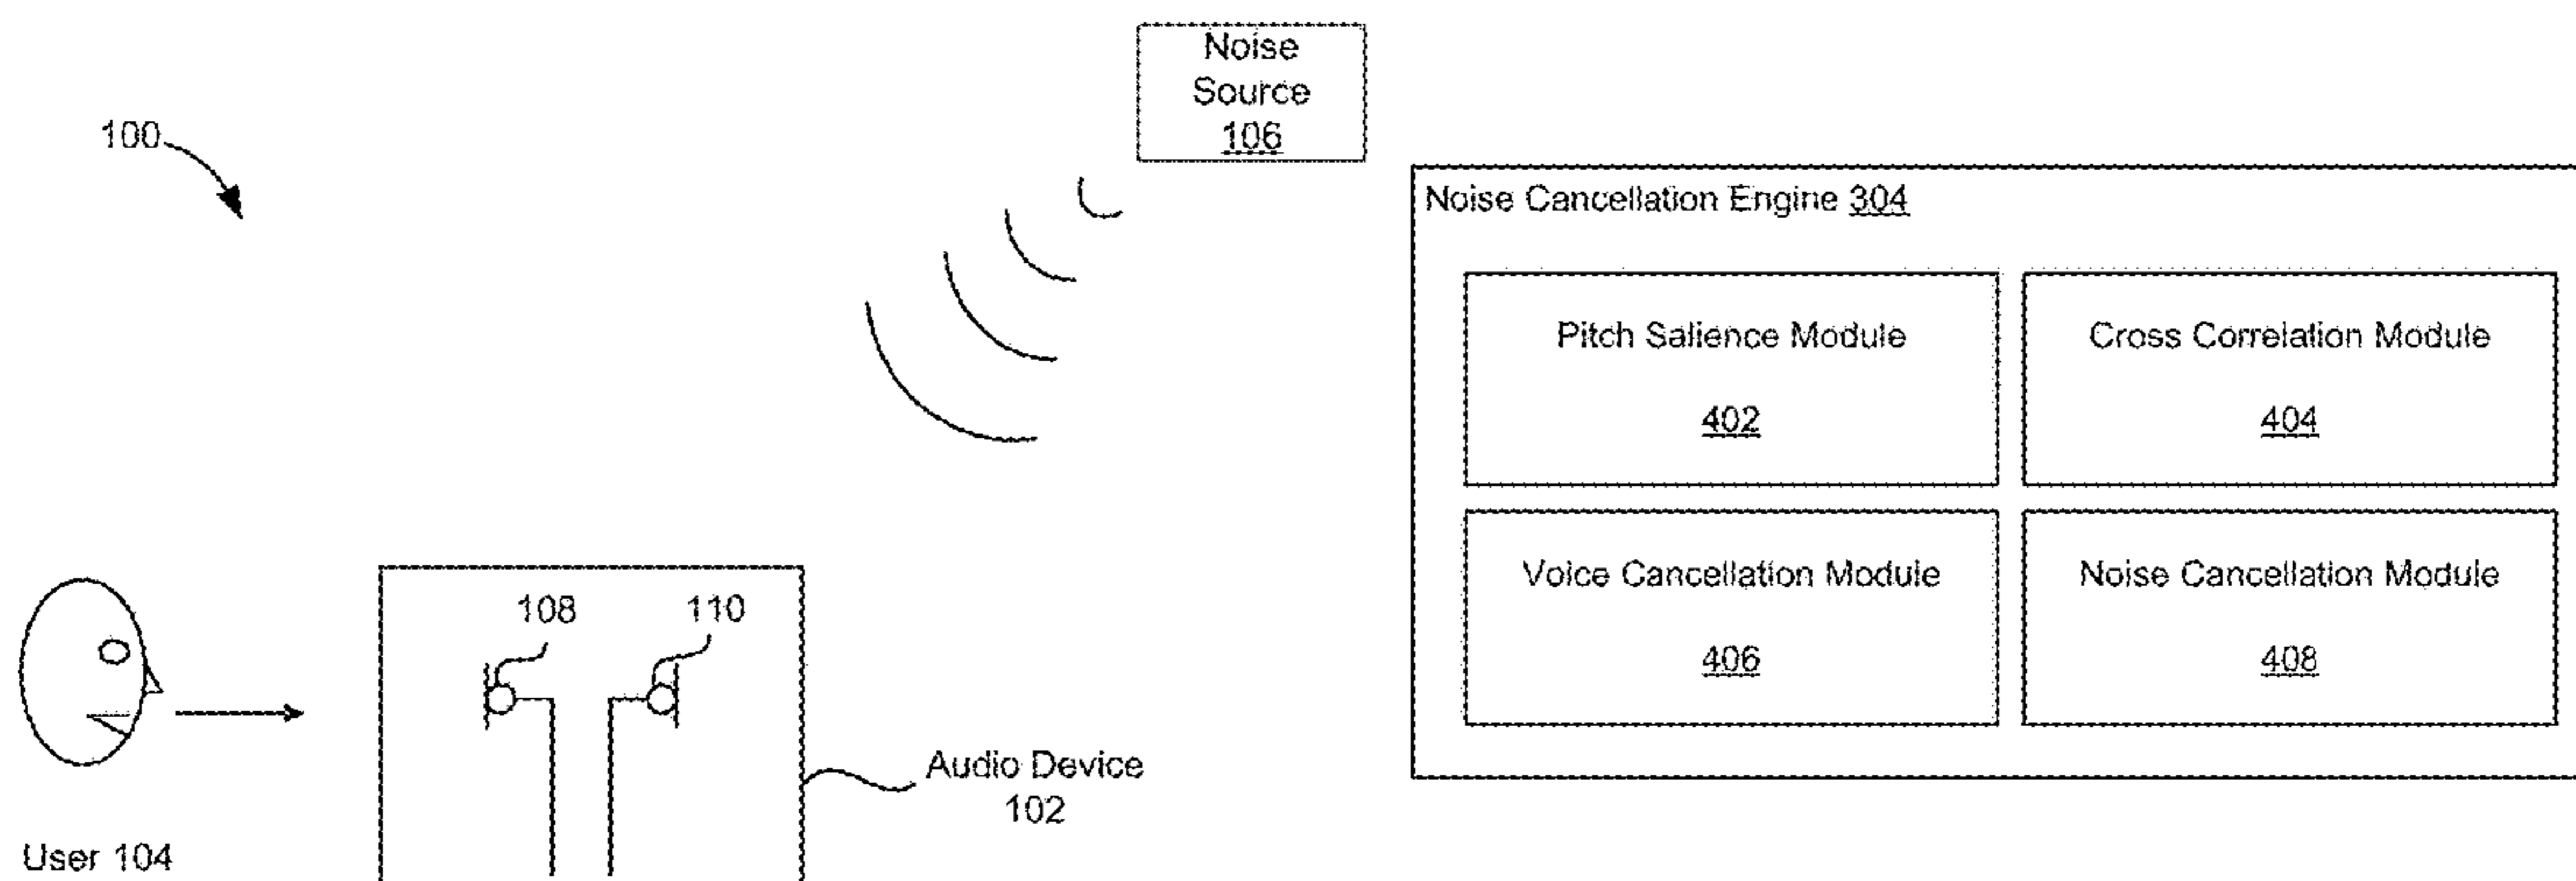 Noise
Source
106
100
Noise Cancellation Engine 304
Pitch Salience Module
402
Cross Correlation Module
404
Voice Cancellation Module
406
Noise Cancellation Module
408
108
110
Audio Device
102
User 104